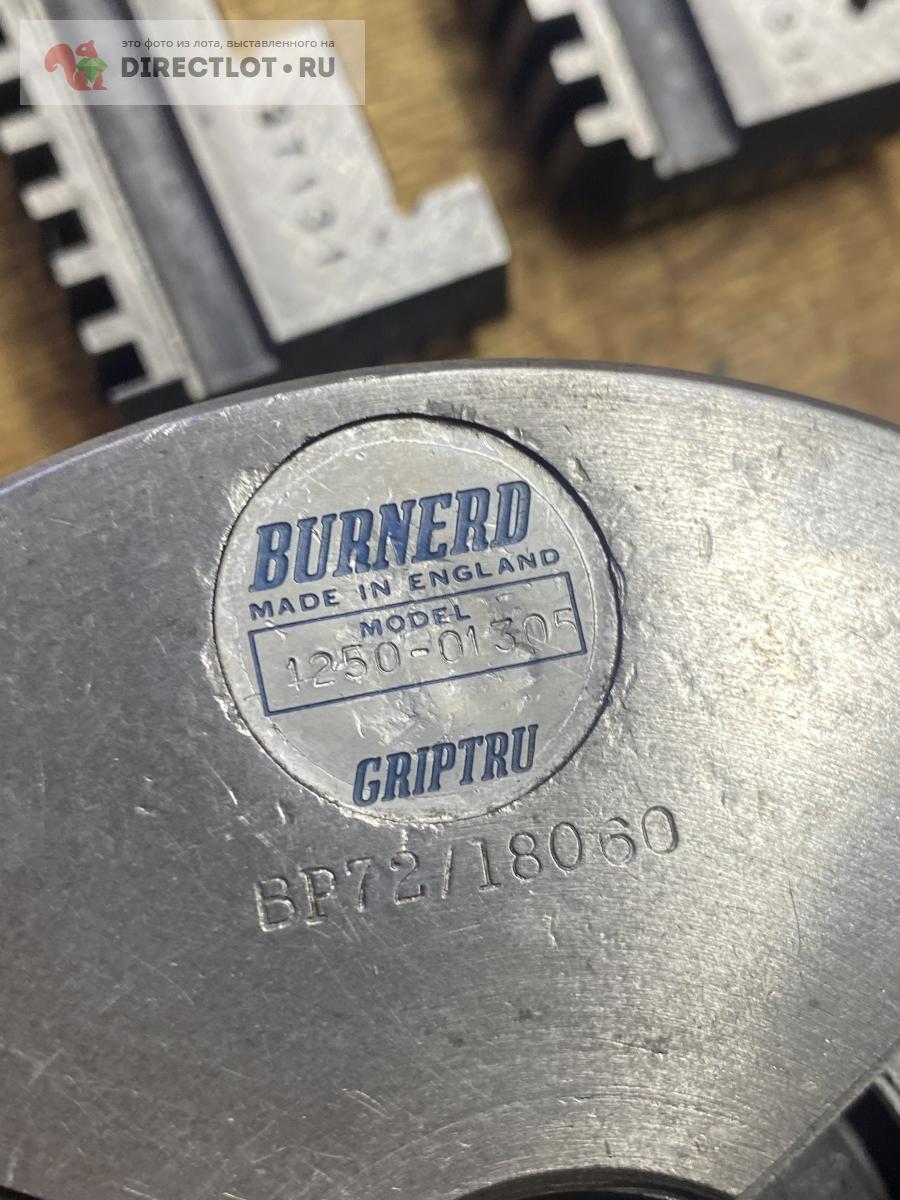 это фото из лота, выставленного на
DIRECTLOT.RU
BURNERD
MADE IN ENGLAND
MODEL
1250-01305
GRIPTRU
BP72/18060